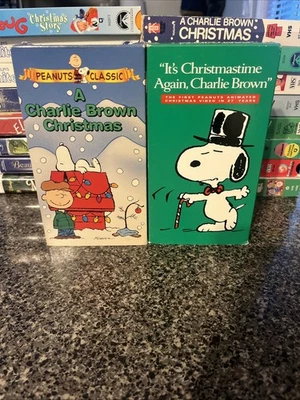 Christmas
Story
A CHARLIE BROWN
CHRISTMAS
PEANUTS CLASSIC
A
Charlie Brown
Christmas
"It's Christmastime
Again, Charlie Brown"
THE FIRST PEANUTS ANIMATED
CHRISTMAS VIDEO IN 27 YEARS